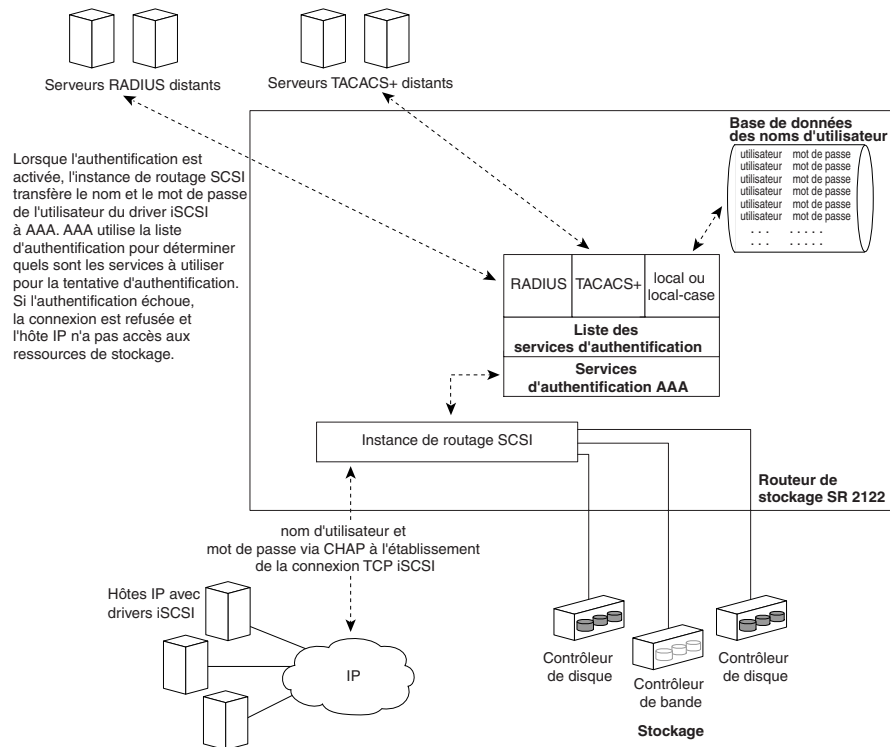 Serveurs RADIUS distants
Serveurs TACACS+ distants
Lorsque l'authentification est
activée, l'instance de routage SCSI
transfère le nom et le mot de passe
de l'utilisateur du driver iSCSI
à AAA. AAA utilise la liste
d'authentification pour déterminer
quels sont les services à utiliser
pour la tentative d'authentification.
Si l'authentification échoue,
la connexion est refusée et
l'hôte IP n'a pas accès aux
ressources de stockage.
Base de données
des noms d'utilisateur
utilisateur mot de passe
utilisateur mot de passe
utilisateur mot de passe
utilisateur mot de passe
utilisateur mot de passe
utilisateur mot de passe
. . . . . . . .
. . . . . . . .
RADIUS
TACACS+
local ou
local-case
Liste des
services d'authentification
Services
d'authentification AAA
Instance de routage SCSI
Routeur de
stockage SR 2122
nom d'utilisateur et
mot de passe via CHAP à l'établissement
de la connexion TCP iSCSI
Hôtes IP avec
drivers iSCSI
IP
Contrôleur
de disque
Contrôleur
de bande
Contrôleur
de disque
Stockage